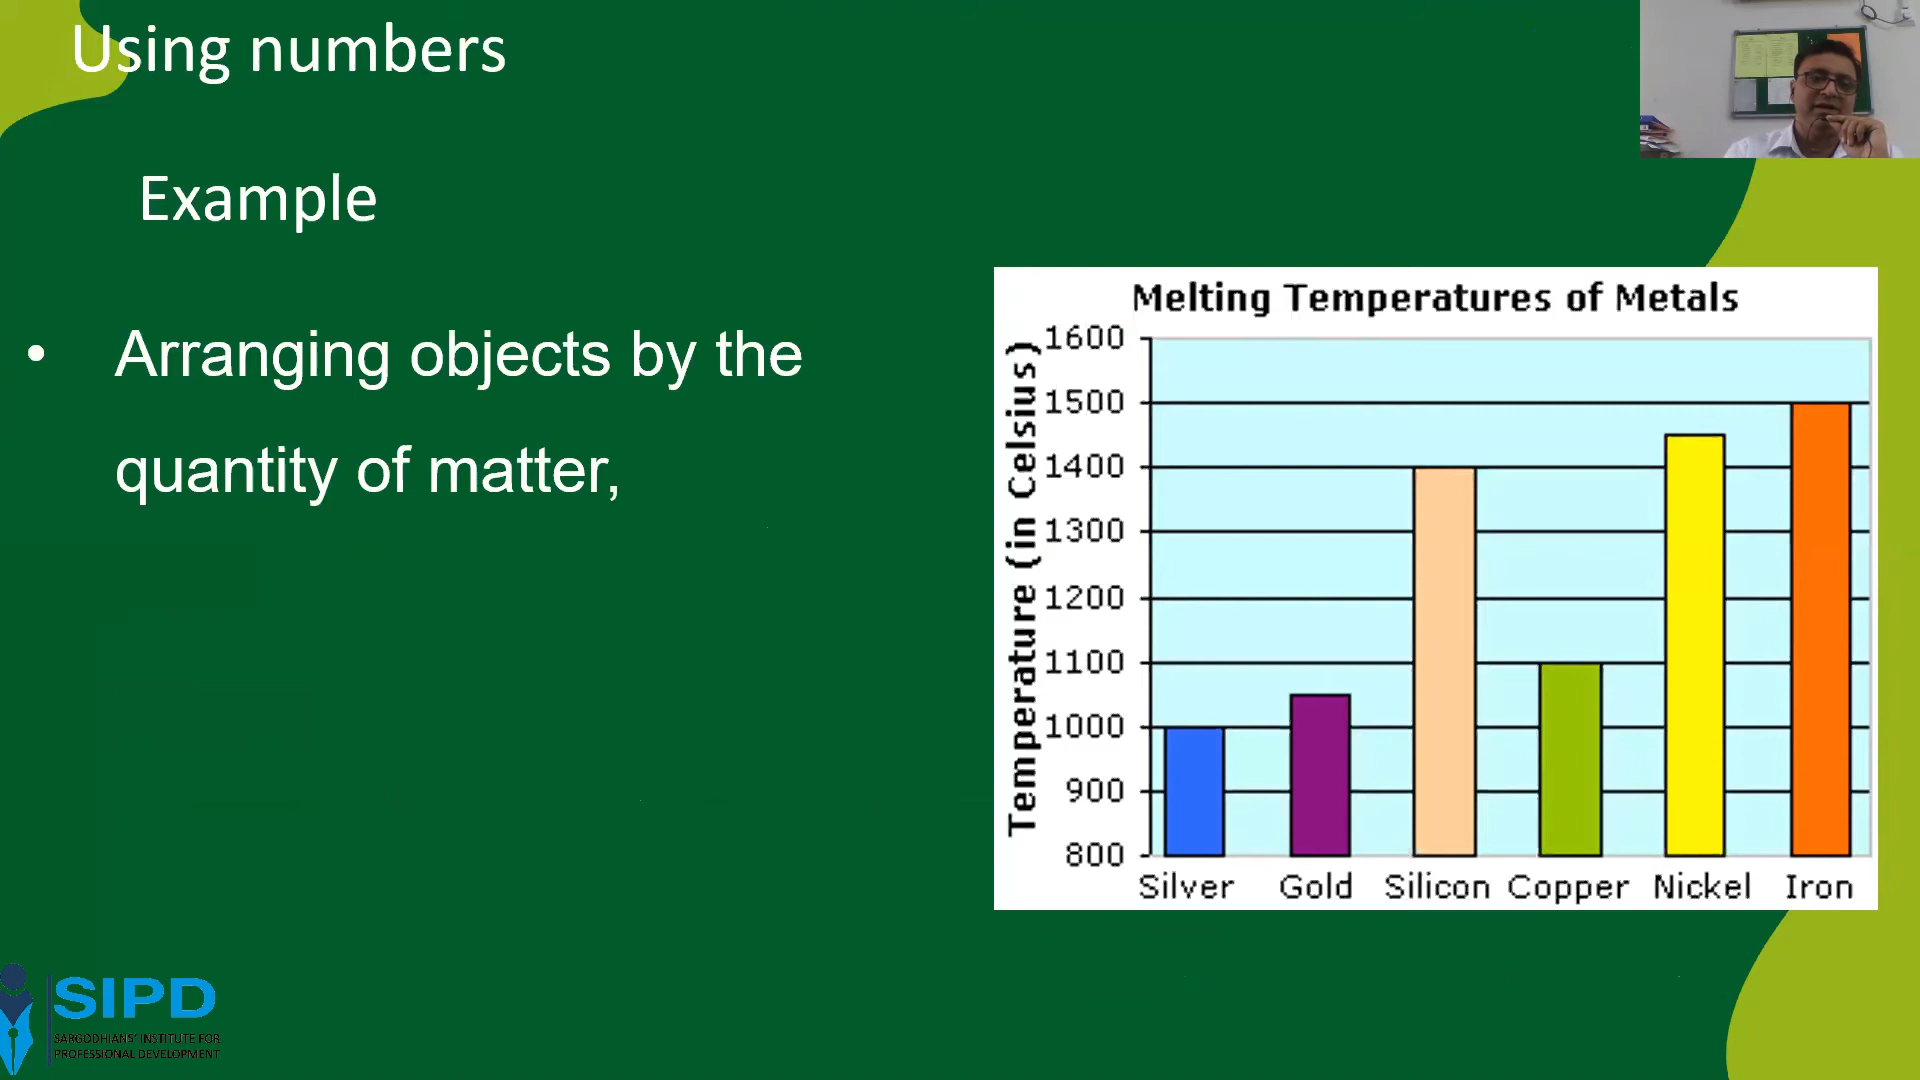 Using numbers
Example
• Arranging objects by the
quantity of matter,
Melting Temperatures of Metals
Temperature (in Celsius)
1600
1500
1400
1300
1200
1100
1000
900
800
Silver Gold Silicon Copper Nickel Iron
SIPD
SARGODHIANS' INSTITUTE FOR
PROFESSIONAL DEVELOPMENT